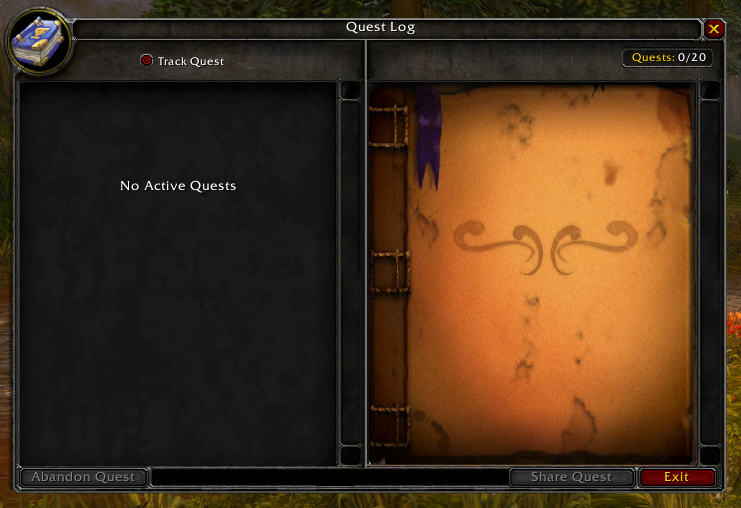 Quest Log
Track Quest
Quests: 0/20
No Active Quests
Abandon Quest
Share Quest
Exit